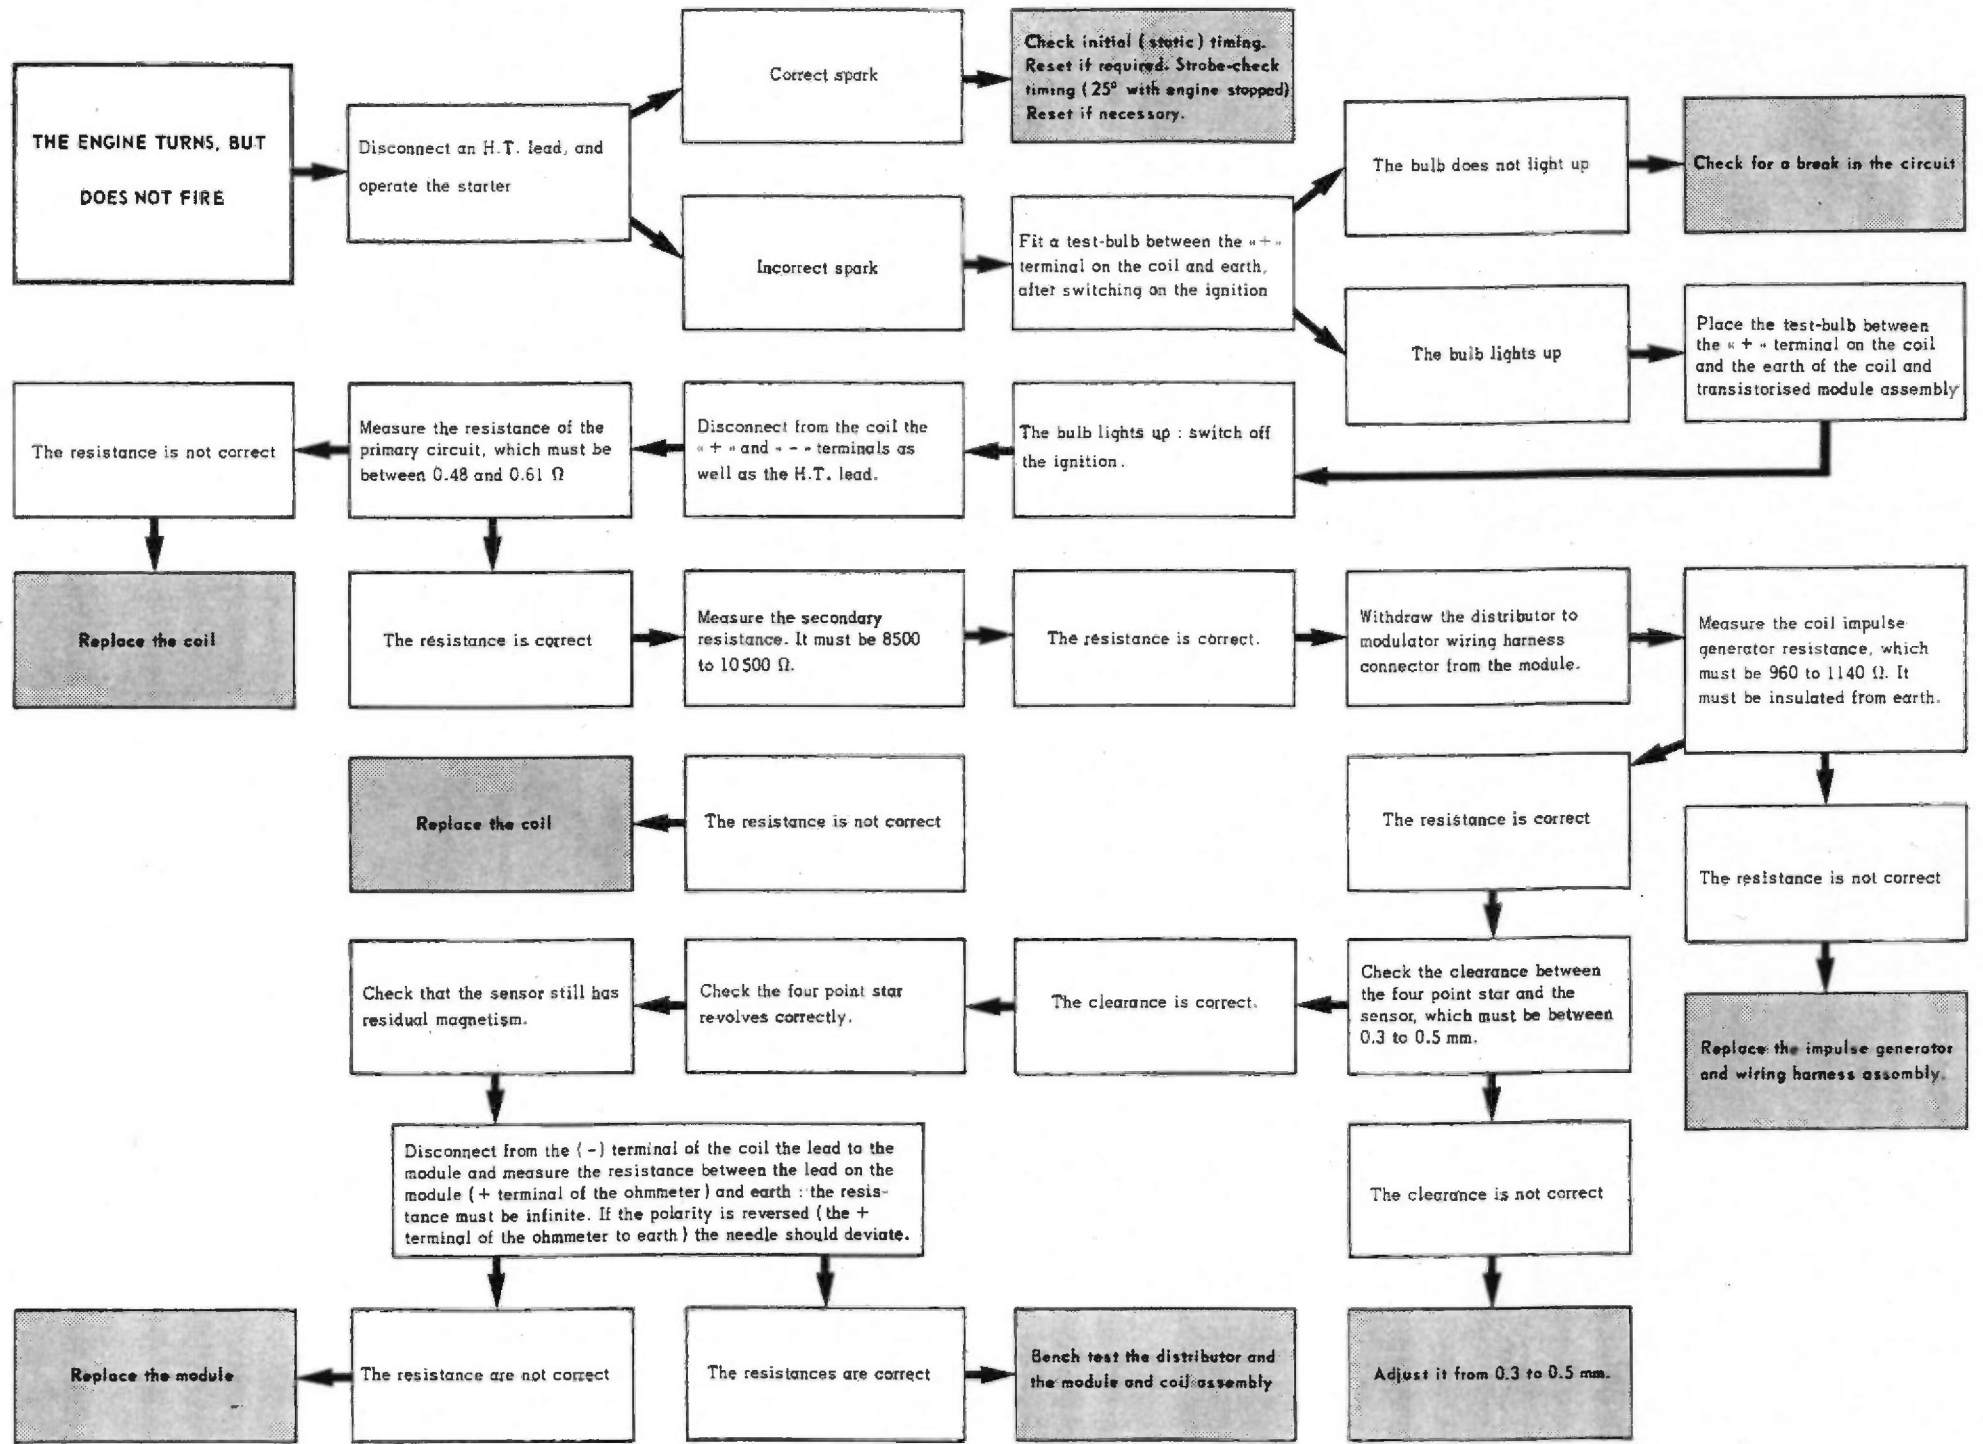 THE ENGINE TURNS, BUT
DOES NOT FIRE
Disconnect an H.T. lead, and
operate the starter
Correct spark
Check initial (static) timing.
Reset if required. Strobe-check
timing (25° with engine stopped)
Reset if necessary.
Incorrect spark
Fit a test-bulb between the «+»
terminal on the coil and earth,
after switching on the ignition
The bulb does not light up
Check for a break in the circuit
The bulb lights up
Place the test-bulb between
the « + » terminal on the coil
and the earth of the coil and
transistorised module assembly
The bulb lights up : switch off
the ignition.
Disconnect from the coil the
« + » and « - » terminals as
well as the H.T. lead.
Measure the resistance of the
primary circuit, which must be
between 0.48 and 0.61 Ω
The resistance is not correct
Replace the coil
The résistance is correct
Measure the secondary
resistance. It must be 8500
to 10 500 Ω.
The résistance is correct.
Withdraw the distributor to
modulator wiring harness
connector from the module.
Measure the coil impulse
generator resistance, which
must be 960 to 1140 Ω. It
must be insulated from earth.
Replace the coil
The resistance is not correct
The resistance is correct
The resistance is not correct
Check that the sensor still has
residual magnetism.
Check the four point star
revolves correctly.
The clearance is correct.
Check the clearance between
the four point star and the
sensor, which must be between
0.3 to 0.5 mm.
Replace the impulse generator
and wiring harness assembly.
Disconnect from the (-) terminal of the coil the lead to the
module and measure the resistance between the lead on the
module (+ terminal of the ohmmeter) and earth : the resis-
tance must be infinite. If the polarity is reversed (the +
terminal of the ohmmeter to earth) the needle should deviate.
The clearance is not correct
Replace the module
The resistance are not correct
The resistances are correct
Bench test the distributor and
the module and coil assembly
Adjust it from 0.3 to 0.5 mm.